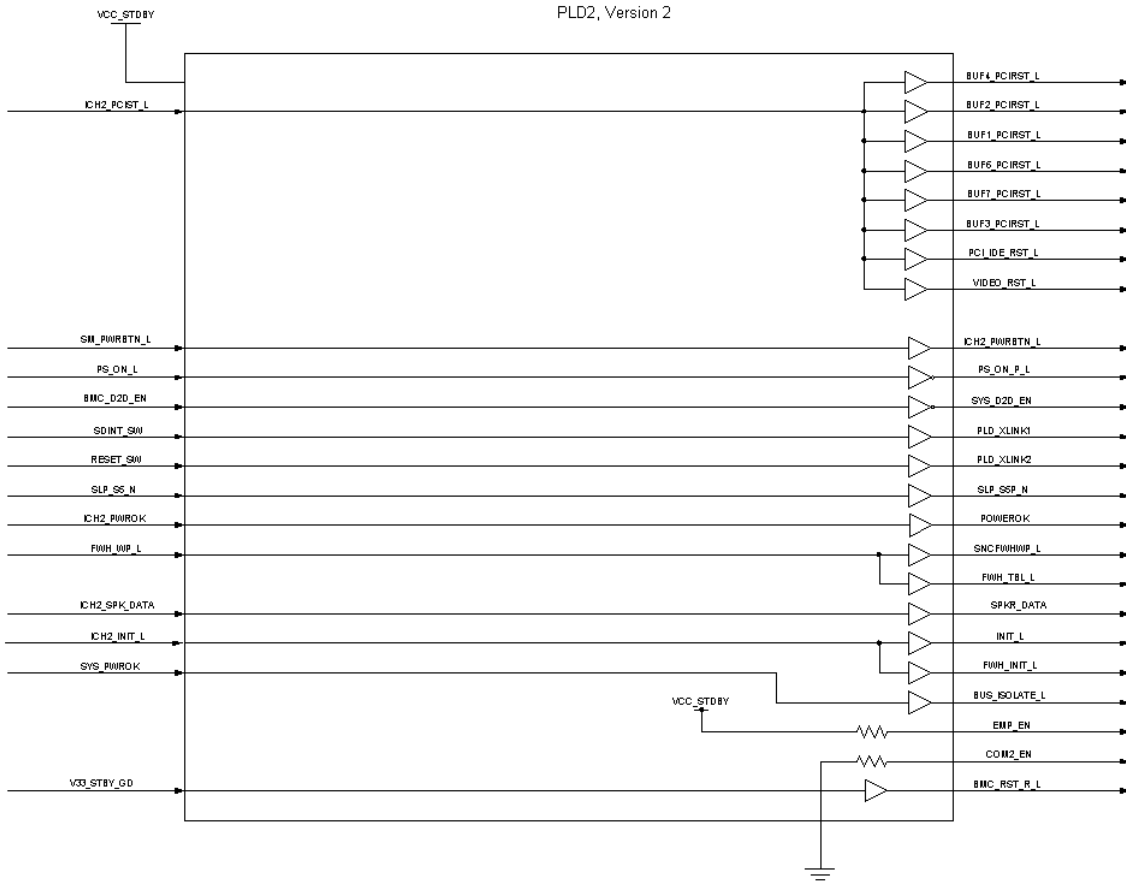 PLD2, Version 2
VCC_STDBY
BUF4_PCIRST_L
ICH2_PCIST_L
BUF2_PCIRST_L
BUF1_PCIRST_L
BUF6_PCIRST_L
BUF7_PCIRST_L
BUF3_PCIRST_L
PCI_IDE_RST_L
VIDEO_RST_L
SM_PWRBTN_L
ICH2_PWRBTN_L
PS_ON_L
PS_ON_P_L
BMC_D2D_EN
SYS_D2D_EN
SDINT_SW
PLD_XLINK1
RESET_SW
PLD_XLINK2
SLP_S5_N
SLP_S5P_N
ICH2_PWROK
POWEROK
FWH_WP_L
SNCFWHWP_L
FWH_TBL_L
ICH2_SPK_DATA
SPKR_DATA
ICH2_INIT_L
INIT_L
SYS_PWROK
FWH_INIT_L
VCC_STDBY
BUS_ISOLATE_L
EMP_EN
COM2_EN
V33_STBY_GD
BMC_RST_R_L